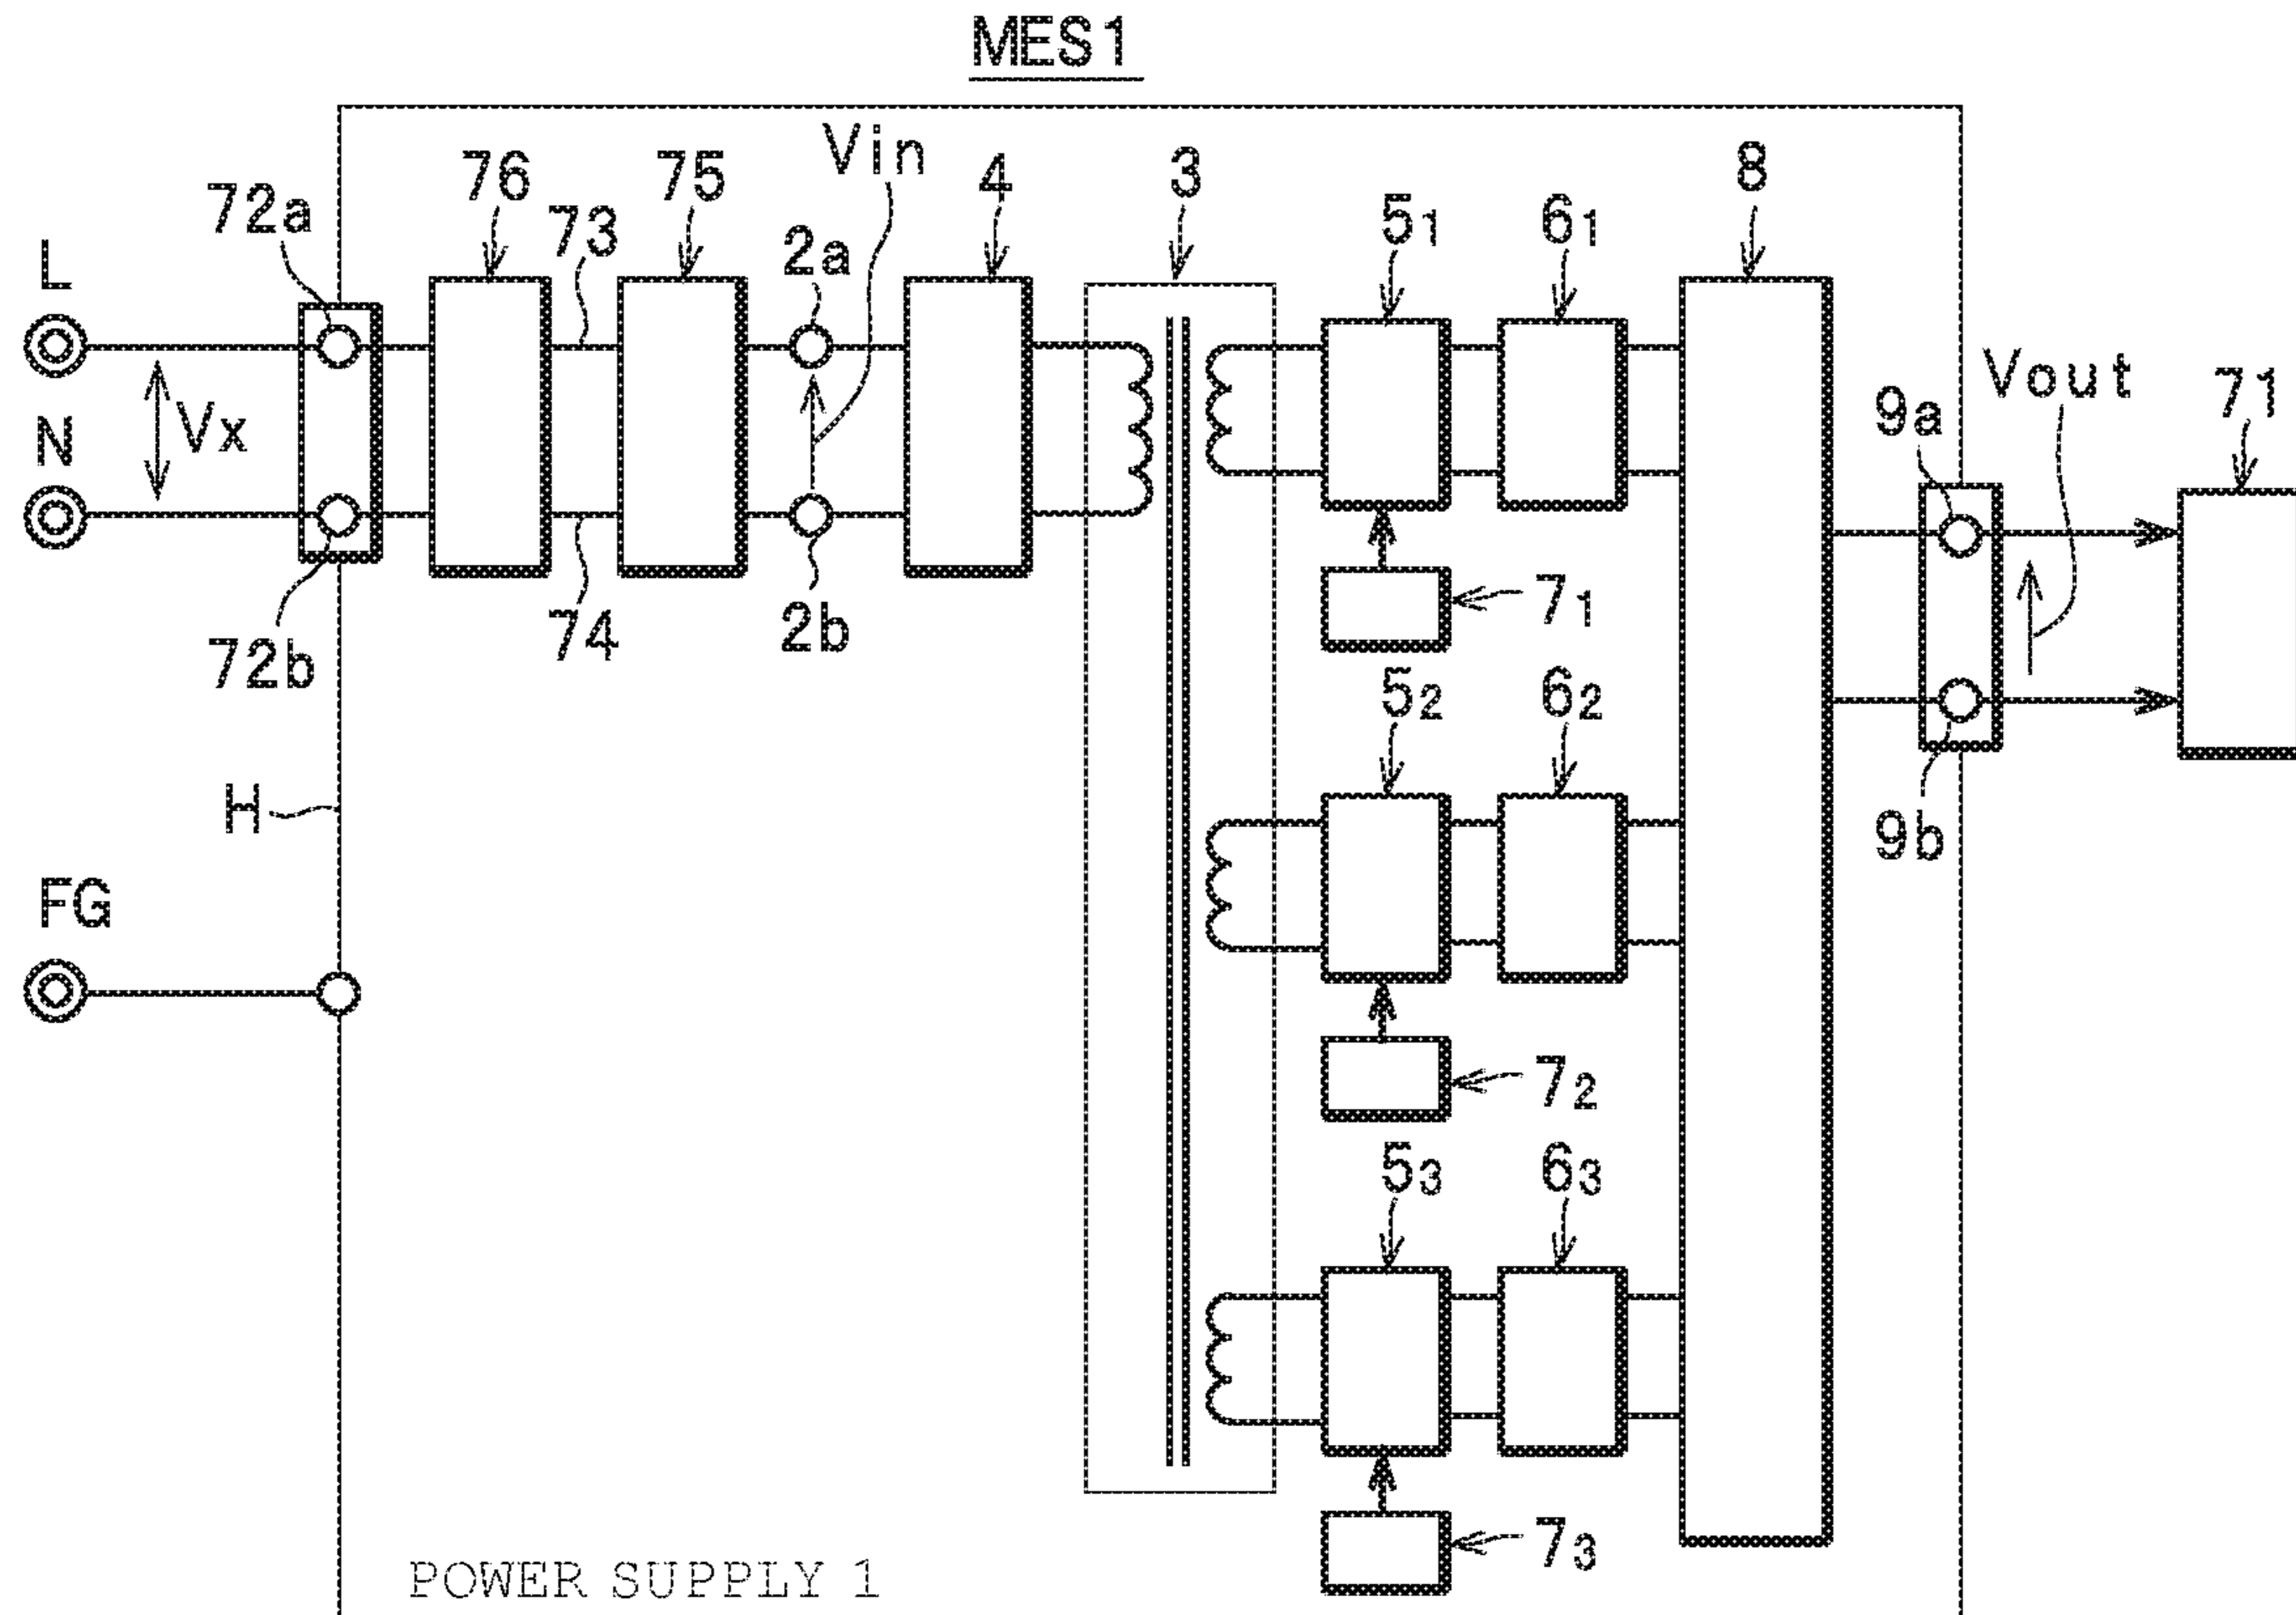 MES1
76
75
Vin
4
3
8
72a
73
2a
5₁
6₁
L
Vx
N
Vout
71
9a
72b
74
2b
7₁
5₂
6₂
H
9b
FG
7₂
5₃
6₃
7₃
POWER SUPPLY 1